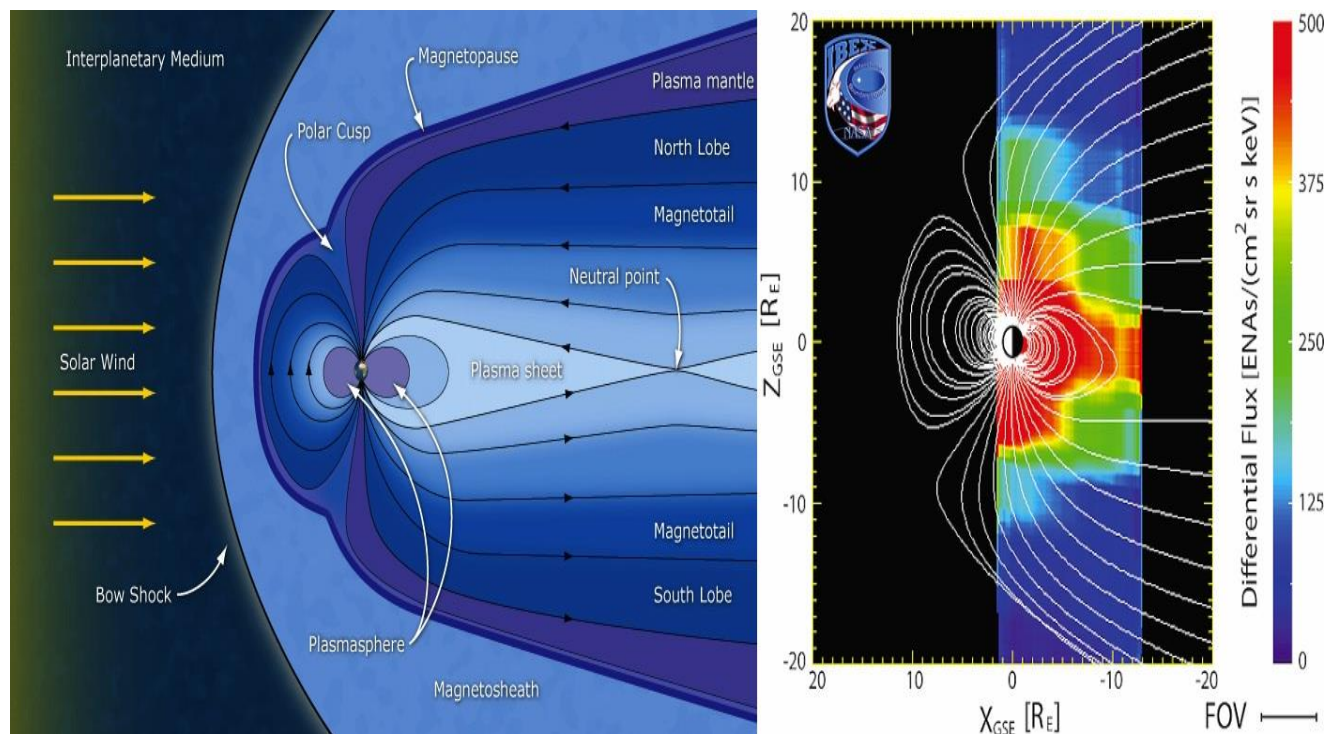 Interplanetary Medium
Magnetopause
Plasma mantle
Polar Cusp
North Lobe
Magnetotail
Neutral point
Solar Wind
Plasma sheet
Magnetotail
Bow Shock
South Lobe
Plasmasphere
Magnetosheath
IBEX
NASA
20
10
0
-10
-20
Z_GSE [R_E]
20
10
0
-10
-20
X_GSE [R_E]
FOV
500
375
250
125
0
Differential Flux [ENAs/(cm² sr s keV)]